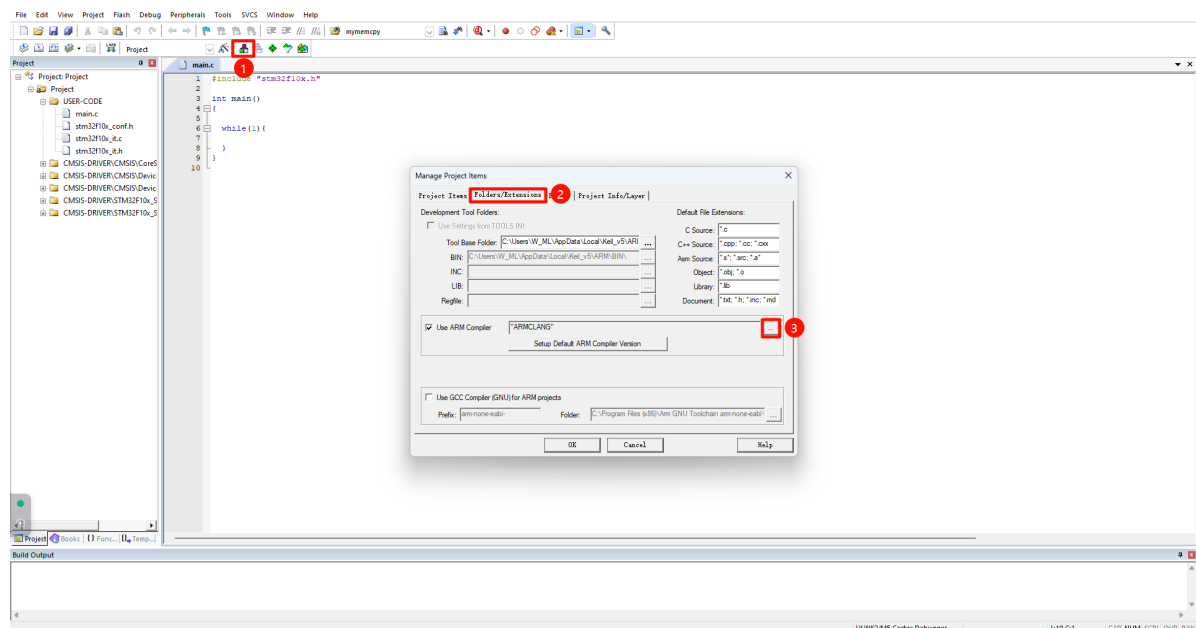 File Edit View Project Flash Debug Peripherals Tools SVCS Window Help
mymemcpy
Project
Project
main.c
1
Project: Project
Project
USER-CODE
main.c
stm32f10x_conf.h
stm32f10x_it.c
stm32f10x_it.h
CMSIS-DRIVER\CMSIS\CoreS
CMSIS-DRIVER\CMSIS\Devic
CMSIS-DRIVER\CMSIS\Devic
CMSIS-DRIVER\STM32F10x_S
CMSIS-DRIVER\STM32F10x_S
1 #include "stm32f10x.h"
2
3 int main()
4 {
5
6 while(1){
7
8 }
9 }
10
Manage Project Items
Project Items Folders/Extensions 2 Project Info/Layer
Development Tool Folders:
Use Settings from TOOLS.INI:
Tool Base Folder: C:\Users\W_ML\AppData\Local\Keil_v5\ARI ...
BIN: C:\Users\W_ML\AppData\Local\Keil_v5\ARM\BIN\ ...
INC: ...
LIB: ...
Regfile: ...
Default File Extensions:
C Source: *.c
C++ Source: *.cpp; *.cc; *.cxx
Asm Source: *.s*; *.src; *.a*
Object: *.obj; *.o
Library: *.lib
Document: *.txt; *.h; *.inc; *.md
Use ARM Compiler "ARMCLANG" ... 3
Setup Default ARM Compiler Version
Use GCC Compiler (GNU) for ARM projects
Prefix: arm-none-eabi- Folder: C:\Program Files (x86)\Arm GNU Toolchain arm-none-eabi\ ...
OK Cancel Help
Project Books {} Func... Temp...
Build Output